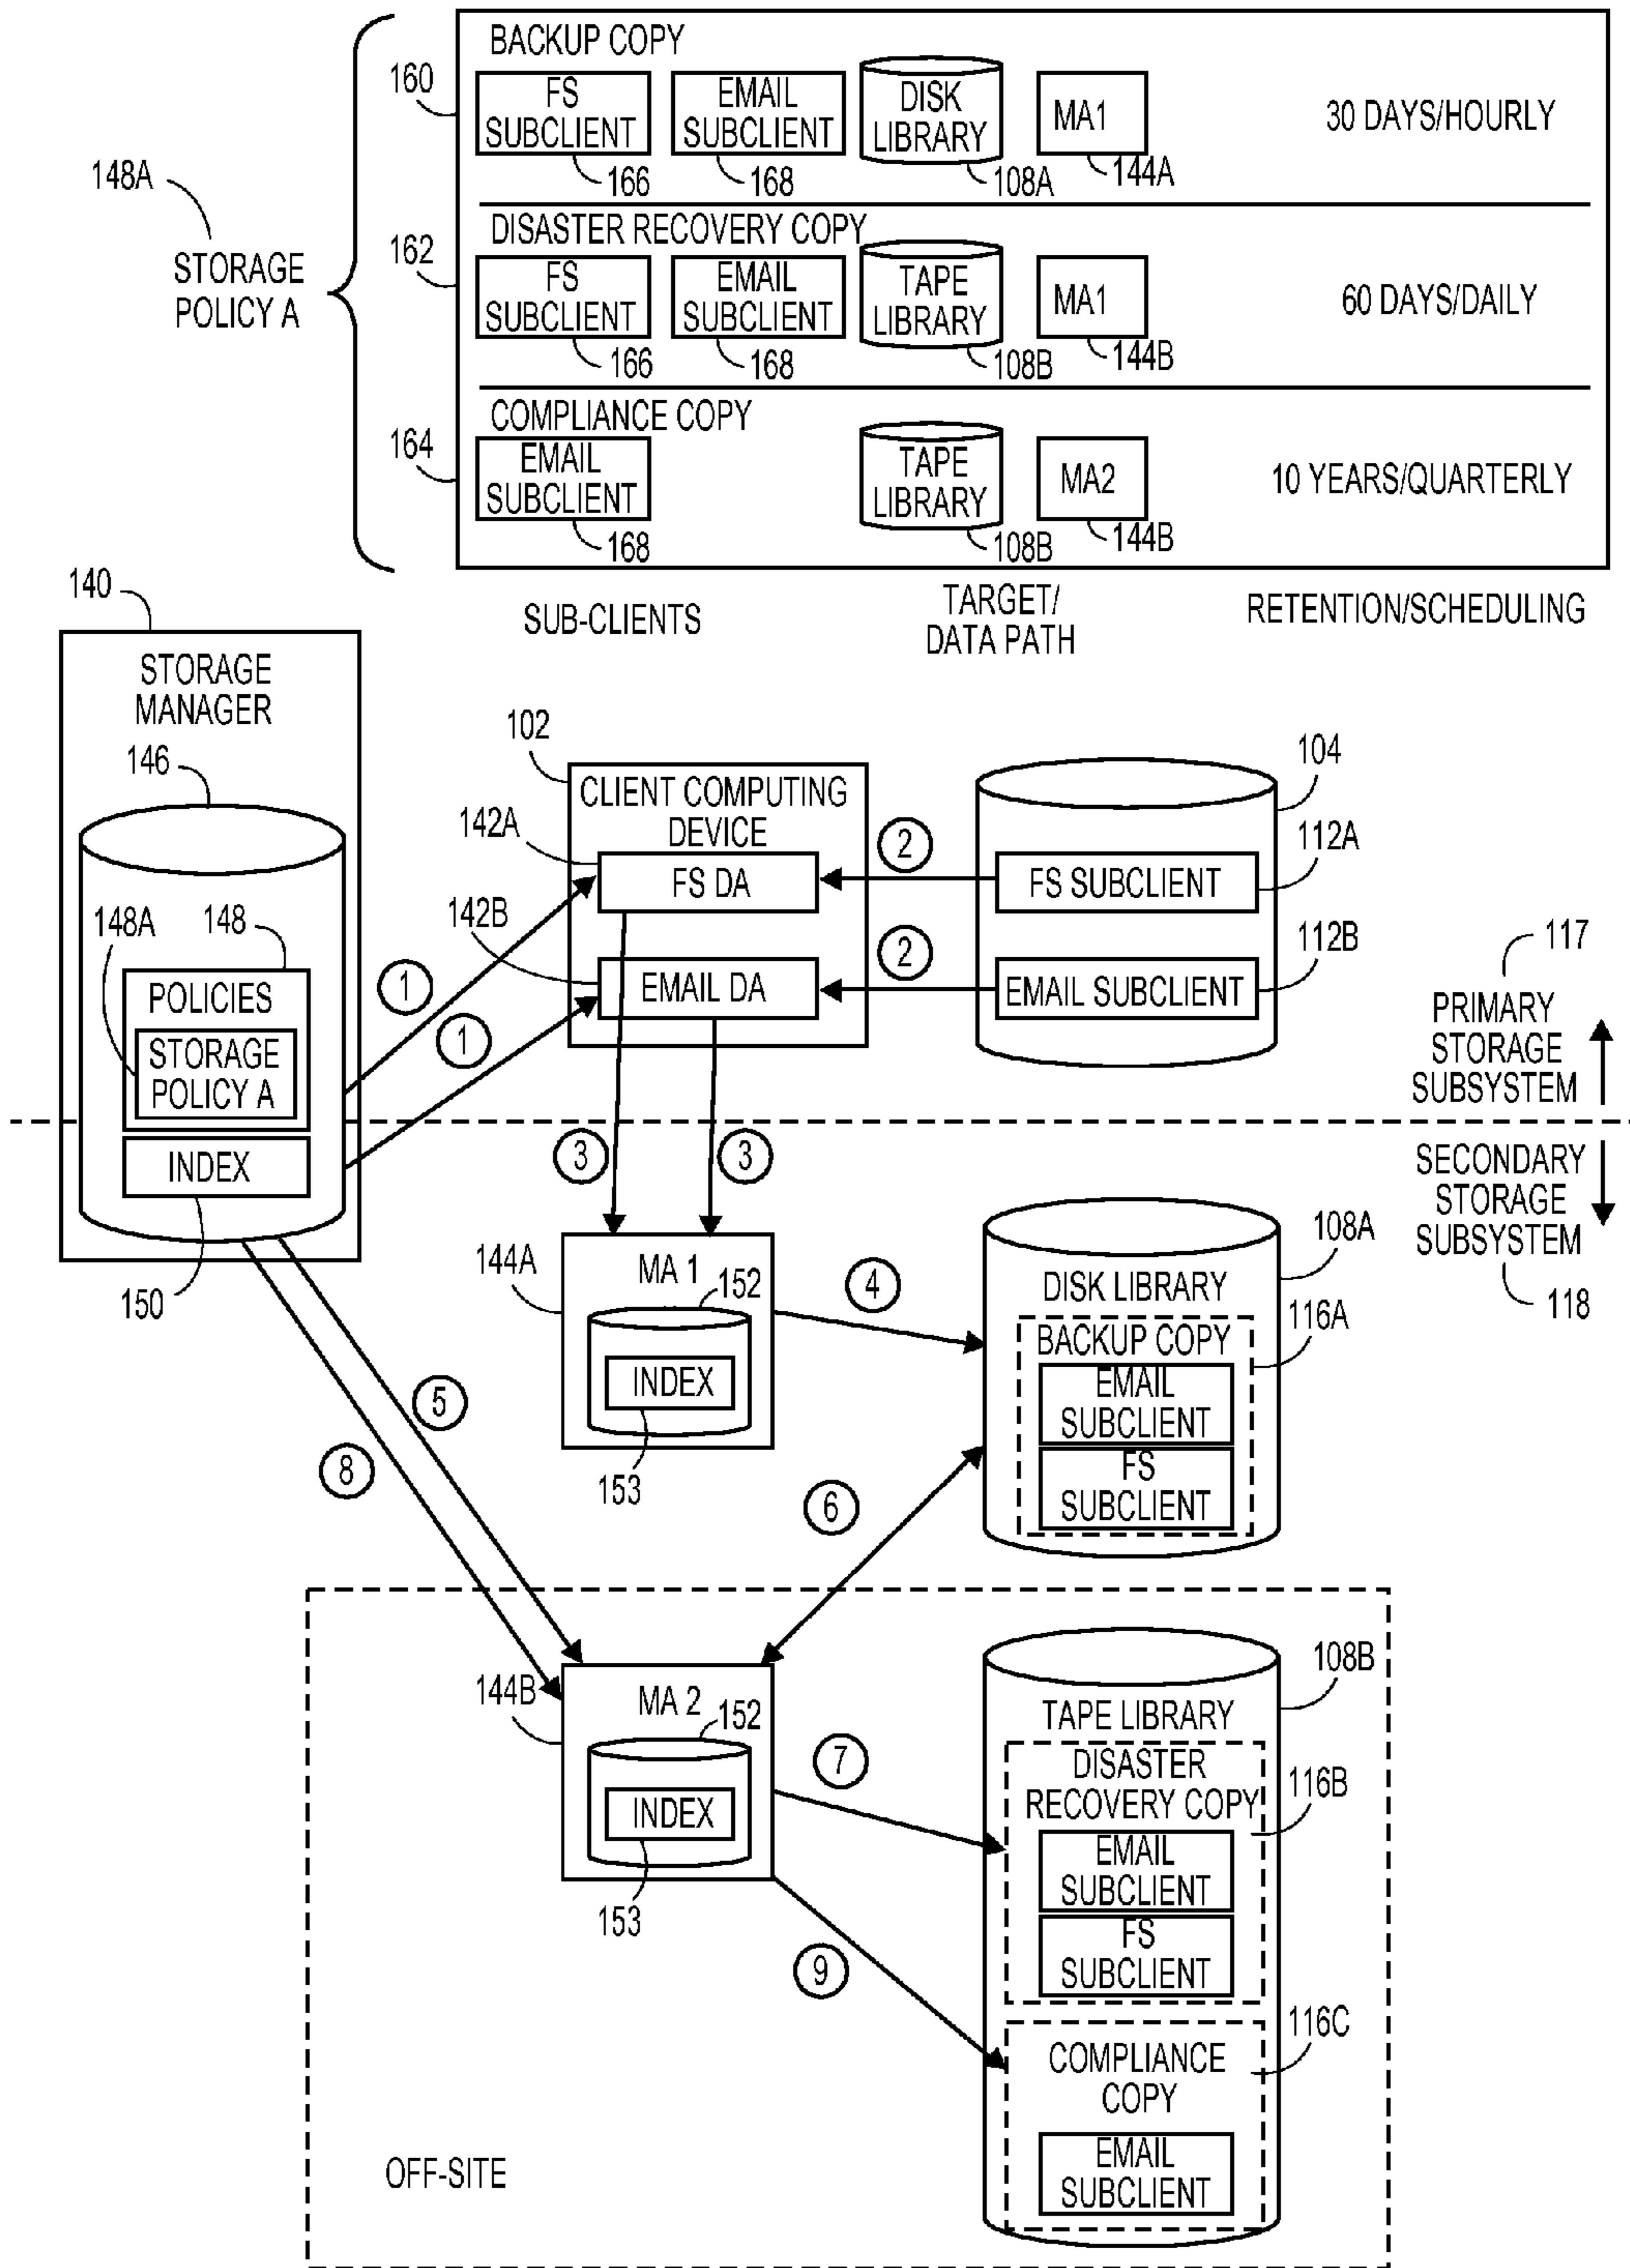 BACKUP COPY
160
FS
SUBCLIENT
166
EMAIL
SUBCLIENT
168
DISK
LIBRARY
108A
MA1
144A
30 DAYS/HOURLY
148A
STORAGE
POLICY A
DISASTER RECOVERY COPY
162
FS
SUBCLIENT
166
EMAIL
SUBCLIENT
168
TAPE
LIBRARY
108B
MA1
144B
60 DAYS/DAILY
COMPLIANCE COPY
164
EMAIL
SUBCLIENT
168
TAPE
LIBRARY
108B
MA2
144B
10 YEARS/QUARTERLY
SUB-CLIENTS
TARGET/
DATA PATH
RETENTION/SCHEDULING
140
STORAGE
MANAGER
146
148A
148
POLICIES
STORAGE
POLICY A
INDEX
150
1
1
102
CLIENT COMPUTING
DEVICE
142A
FS DA
142B
EMAIL DA
2
2
104
FS SUBCLIENT
112A
EMAIL SUBCLIENT
112B
117
PRIMARY
STORAGE
SUBSYSTEM
SECONDARY
STORAGE
SUBSYSTEM
118
3
3
144A
MA 1
152
INDEX
153
4
108A
DISK LIBRARY
BACKUP COPY
116A
EMAIL
SUBCLIENT
FS
SUBCLIENT
5
8
6
144B
MA 2
152
INDEX
153
7
9
108B
TAPE LIBRARY
DISASTER
RECOVERY COPY
116B
EMAIL
SUBCLIENT
FS
SUBCLIENT
116C
COMPLIANCE
COPY
EMAIL
SUBCLIENT
OFF-SITE